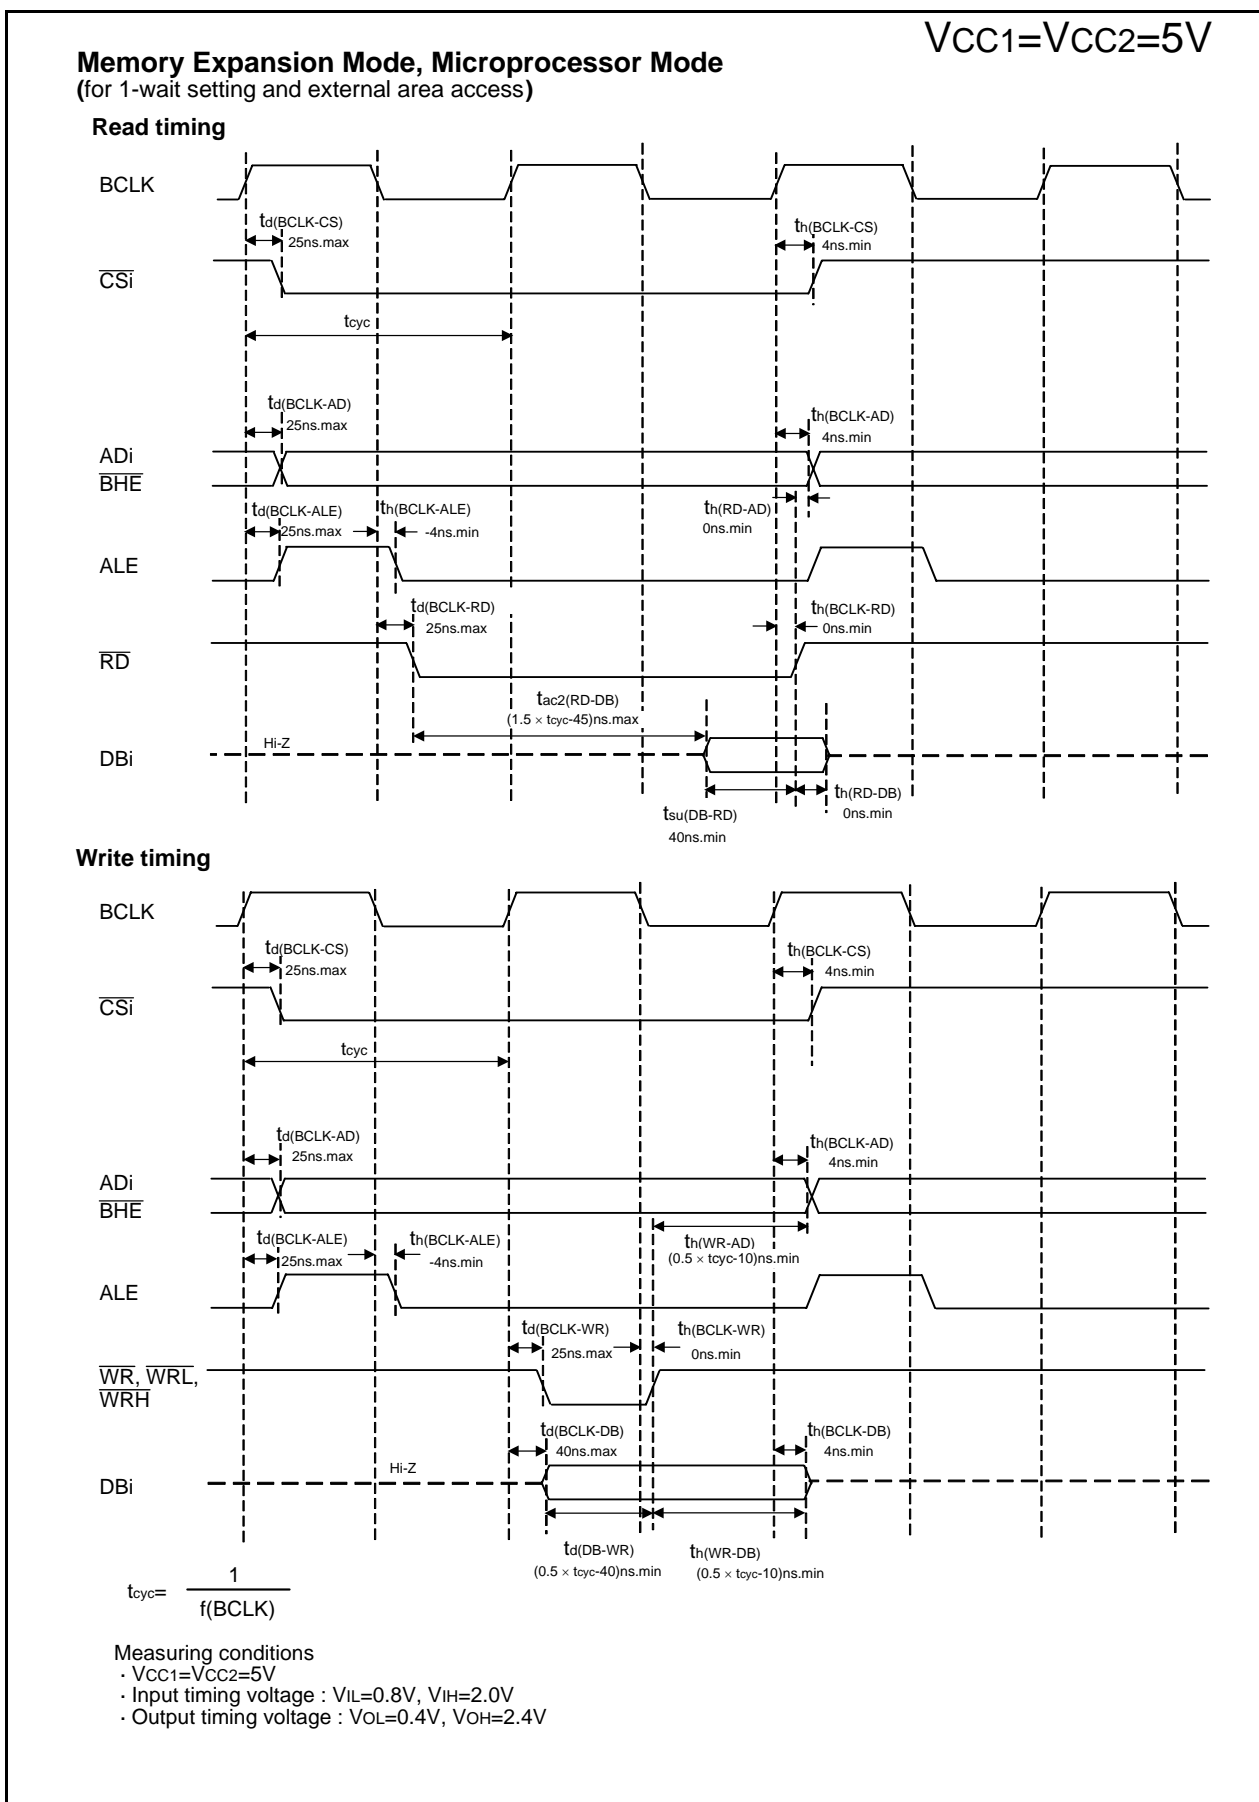 VCC1=VCC2=5V
Memory Expansion Mode, Microprocessor Mode
(for 1-wait setting and external area access)
Read timing
BCLK
td(BCLK-CS)
25ns.max
th(BCLK-CS)
4ns.min
CSi
tcyc
td(BCLK-AD)
25ns.max
th(BCLK-AD)
4ns.min
ADi
BHE
td(BCLK-ALE)
25ns.max
th(BCLK-ALE)
-4ns.min
th(RD-AD)
0ns.min
ALE
td(BCLK-RD)
25ns.max
th(BCLK-RD)
0ns.min
RD
tac2(RD-DB)
(1.5 × tcyc-45)ns.max
Hi-Z
DBi
tsu(DB-RD)
40ns.min
th(RD-DB)
0ns.min
Write timing
BCLK
td(BCLK-CS)
25ns.max
th(BCLK-CS)
4ns.min
CSi
tcyc
td(BCLK-AD)
25ns.max
th(BCLK-AD)
4ns.min
ADi
BHE
td(BCLK-ALE)
25ns.max
th(BCLK-ALE)
-4ns.min
th(WR-AD)
(0.5 × tcyc-10)ns.min
ALE
td(BCLK-WR)
25ns.max
th(BCLK-WR)
0ns.min
WR, WRL,
WRH
td(BCLK-DB)
40ns.max
th(BCLK-DB)
4ns.min
Hi-Z
DBi
td(DB-WR)
(0.5 × tcyc-40)ns.min
th(WR-DB)
(0.5 × tcyc-10)ns.min
tcyc=
1
f(BCLK)
Measuring conditions
· VCC1=VCC2=5V
· Input timing voltage : VIL=0.8V, VIH=2.0V
· Output timing voltage : VOL=0.4V, VOH=2.4V